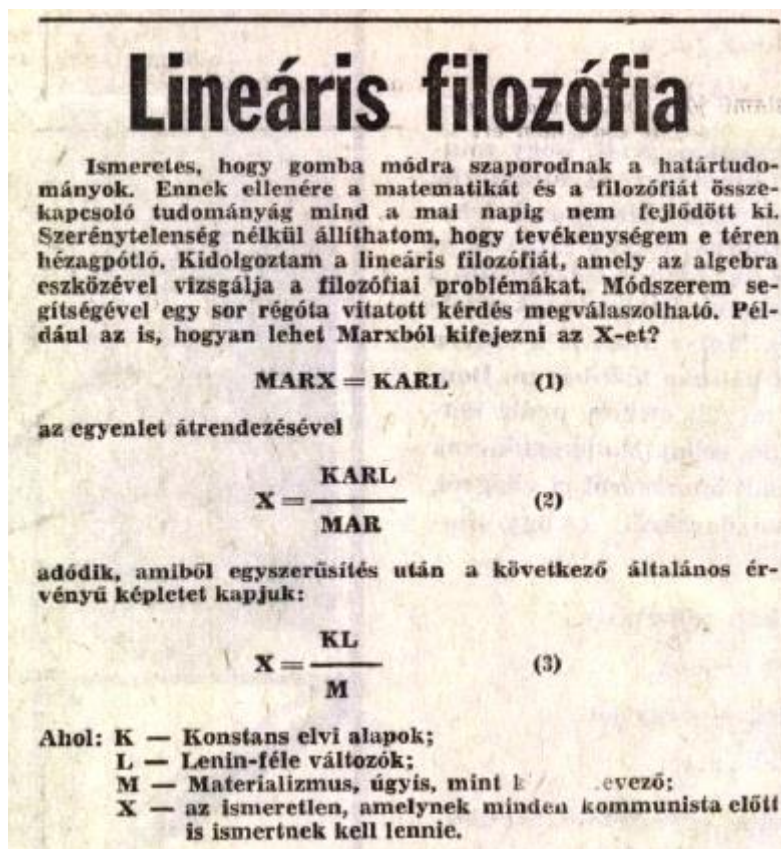 Lineáris filozófia
Ismeretes, hogy gomba módra szaporodnak a határtudo-
mányok. Ennek ellenére a matematikát és a filozófiát össze-
kapcsoló tudományág mind a mai napig nem fejlődött ki.
Szerénytelenség nélkül állíthatom, hogy tevékenységem e téren
hézagpótló. Kidolgoztam a lineáris filozófiát, amely az algebra
eszközével vizsgálja a filozófiai problémákat. Módszerem se-
gítségével egy sor régóta vitatott kérdés megválaszolható. Pél-
dául az is, hogyan lehet Marxból kifejezni az X-et?
MARX = KARL (1)
az egyenlet átrendezésével
KARL
X = (2)
MAR
adódik, amiből egyszerűsítés után a következő általános ér-
vényű képletet kapjuk:
KL
X = (3)
M
Ahol: K — Konstans elvi alapok;
L — Lenin-féle változók;
M — Materializmus, úgyis, mint
X — az ismeretlen, amelynek minden kommunista előtt
is ismertnek kell lennie.